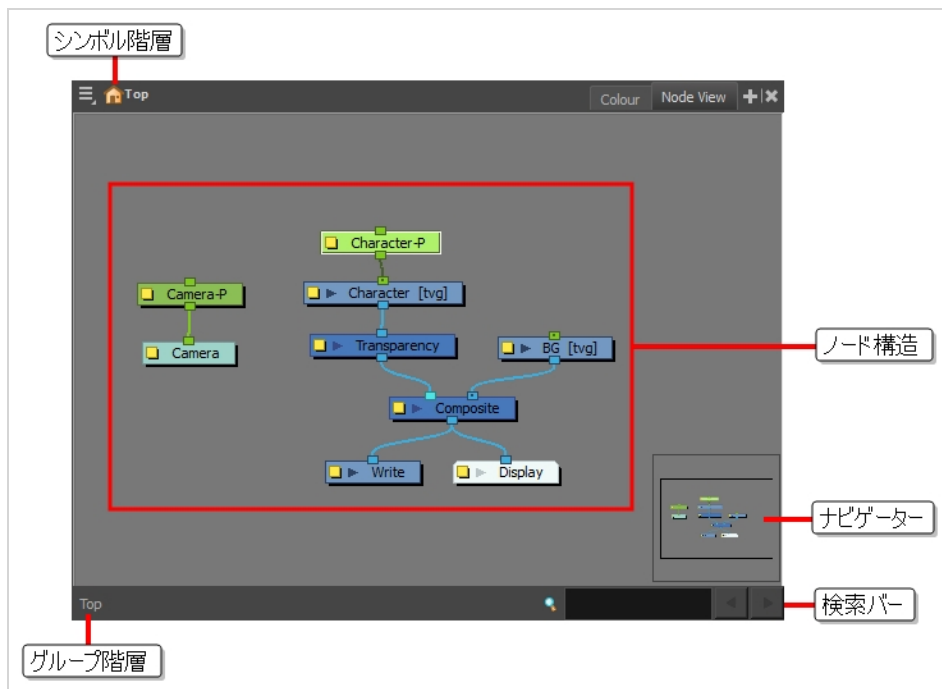 シンボル階層
Top
Colour
Node View
Character-P
Camera-P
Character [tvg]
Camera
Transparency
BG [tvg]
ノード構造
Composite
Write
Display
ナビゲーター
Top
検索バー
グループ階層